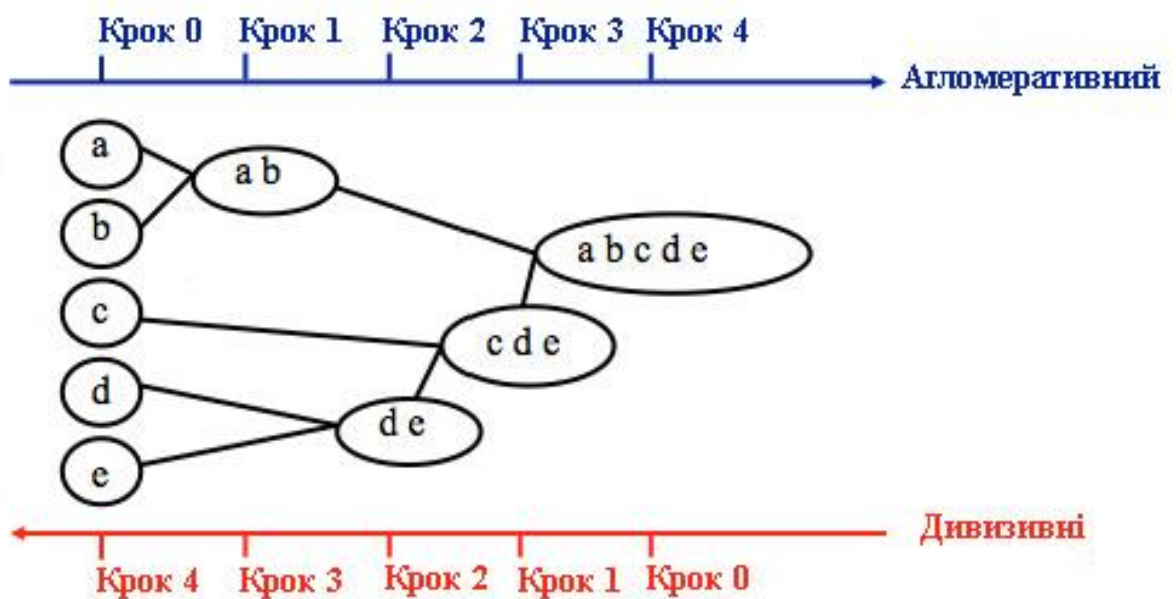 Крок 0 Крок 1 Крок 2 Крок 3 Крок 4
Агломеративний
a
a b
b
a b c d e
c
c d e
d
d e
e
Дивизивні
Крок 4 Крок 3 Крок 2 Крок 1 Крок 0